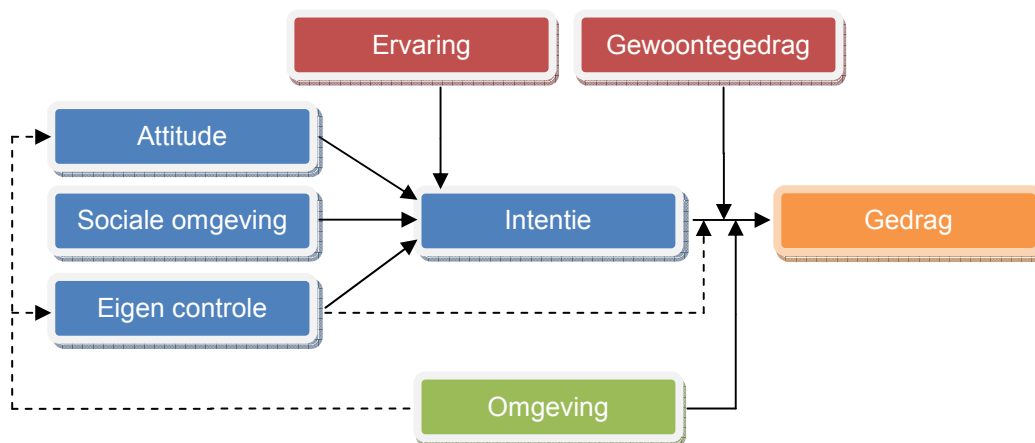 Ervaring
Gewoontegedrag
Attitude
Sociale omgeving
Intentie
Gedrag
Eigen controle
Omgeving